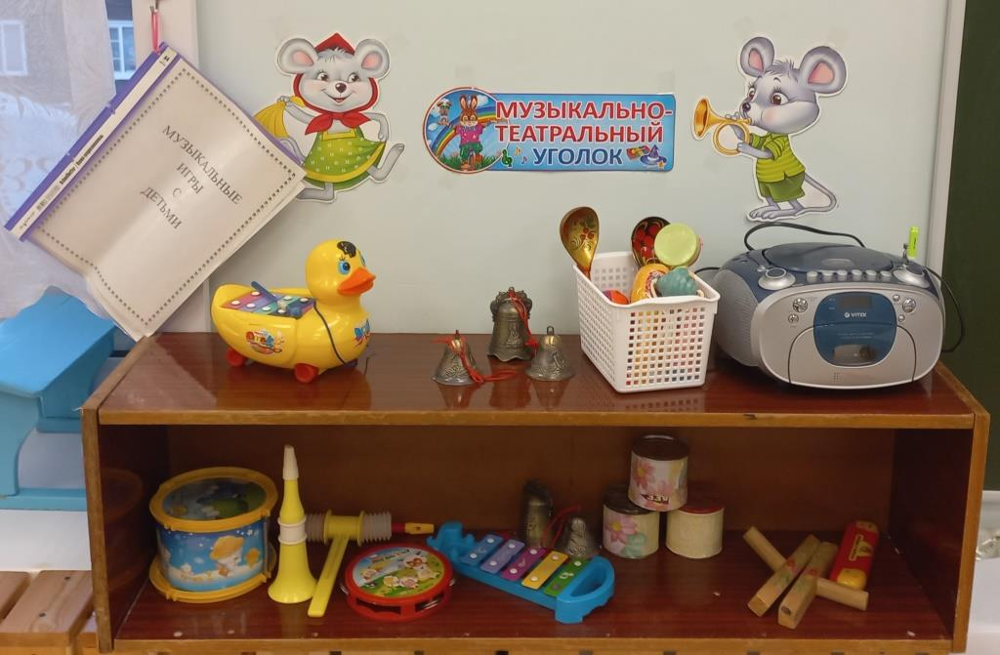 МУЗЫКАЛЬНО-
ТЕАТРАЛЬНЫЙ
УГОЛОК
МУЗЫКАЛЬНЫЕ
ИГРЫ
С
ДЕТЬМИ
VITEK